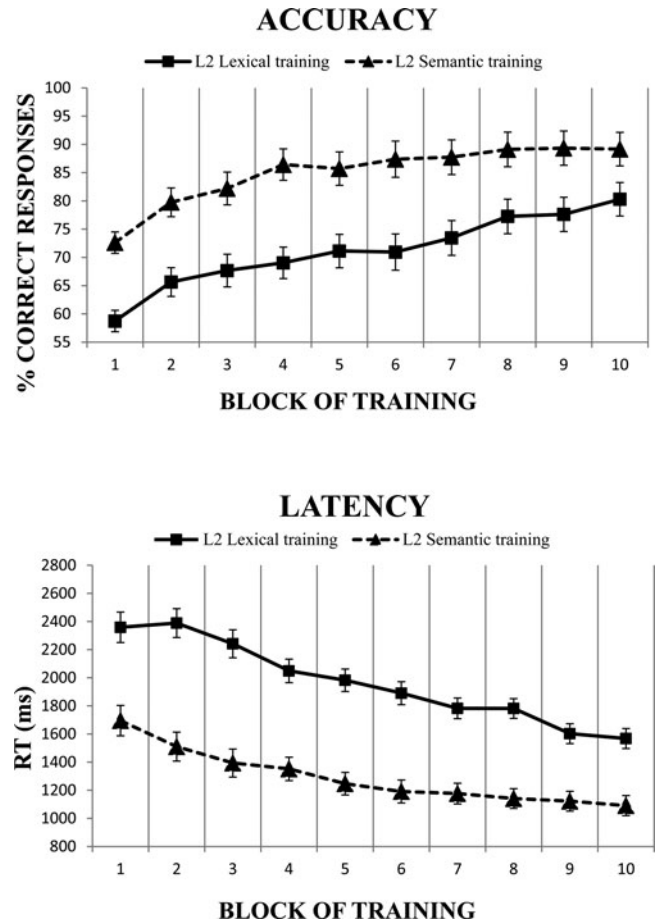 ACCURACY
L2 Lexical training L2 Semantic training
100
95
90
85
80
75
70
65
60
55
% CORRECT RESPONSES
1 2 3 4 5 6 7 8 9 10
BLOCK OF TRAINING
LATENCY
L2 Lexical training L2 Semantic training
2800
2600
2400
2200
2000
1800
1600
1400
1200
1000
800
RT (ms)
1 2 3 4 5 6 7 8 9 10
BLOCK OF TRAINING